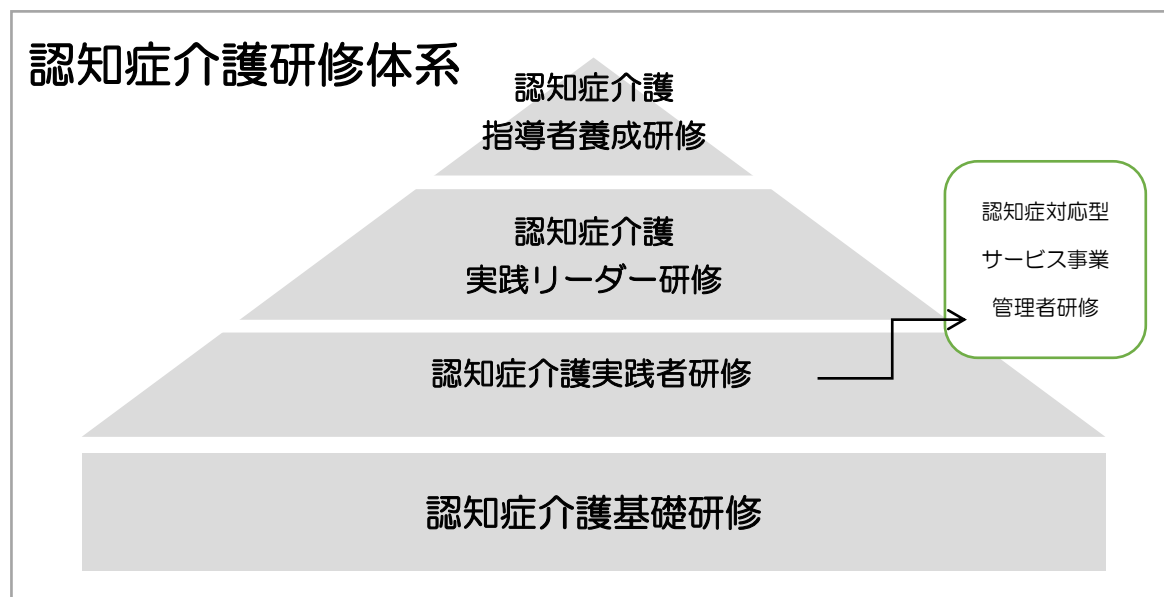 認知症介護研修体系
認知症介護
指導者養成研修
認知症介護
実践リーダー研修
認知症対応型
サービス事業
管理者研修
認知症介護実践者研修
認知症介護基礎研修